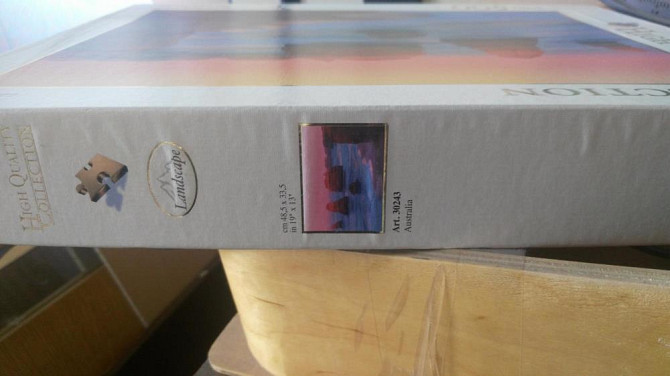 CTION
HIGH QUALITY
COLLECTION
Landscape
cm 48,5 x 33,5
in 19" x 13"
Art. 30243
Australia